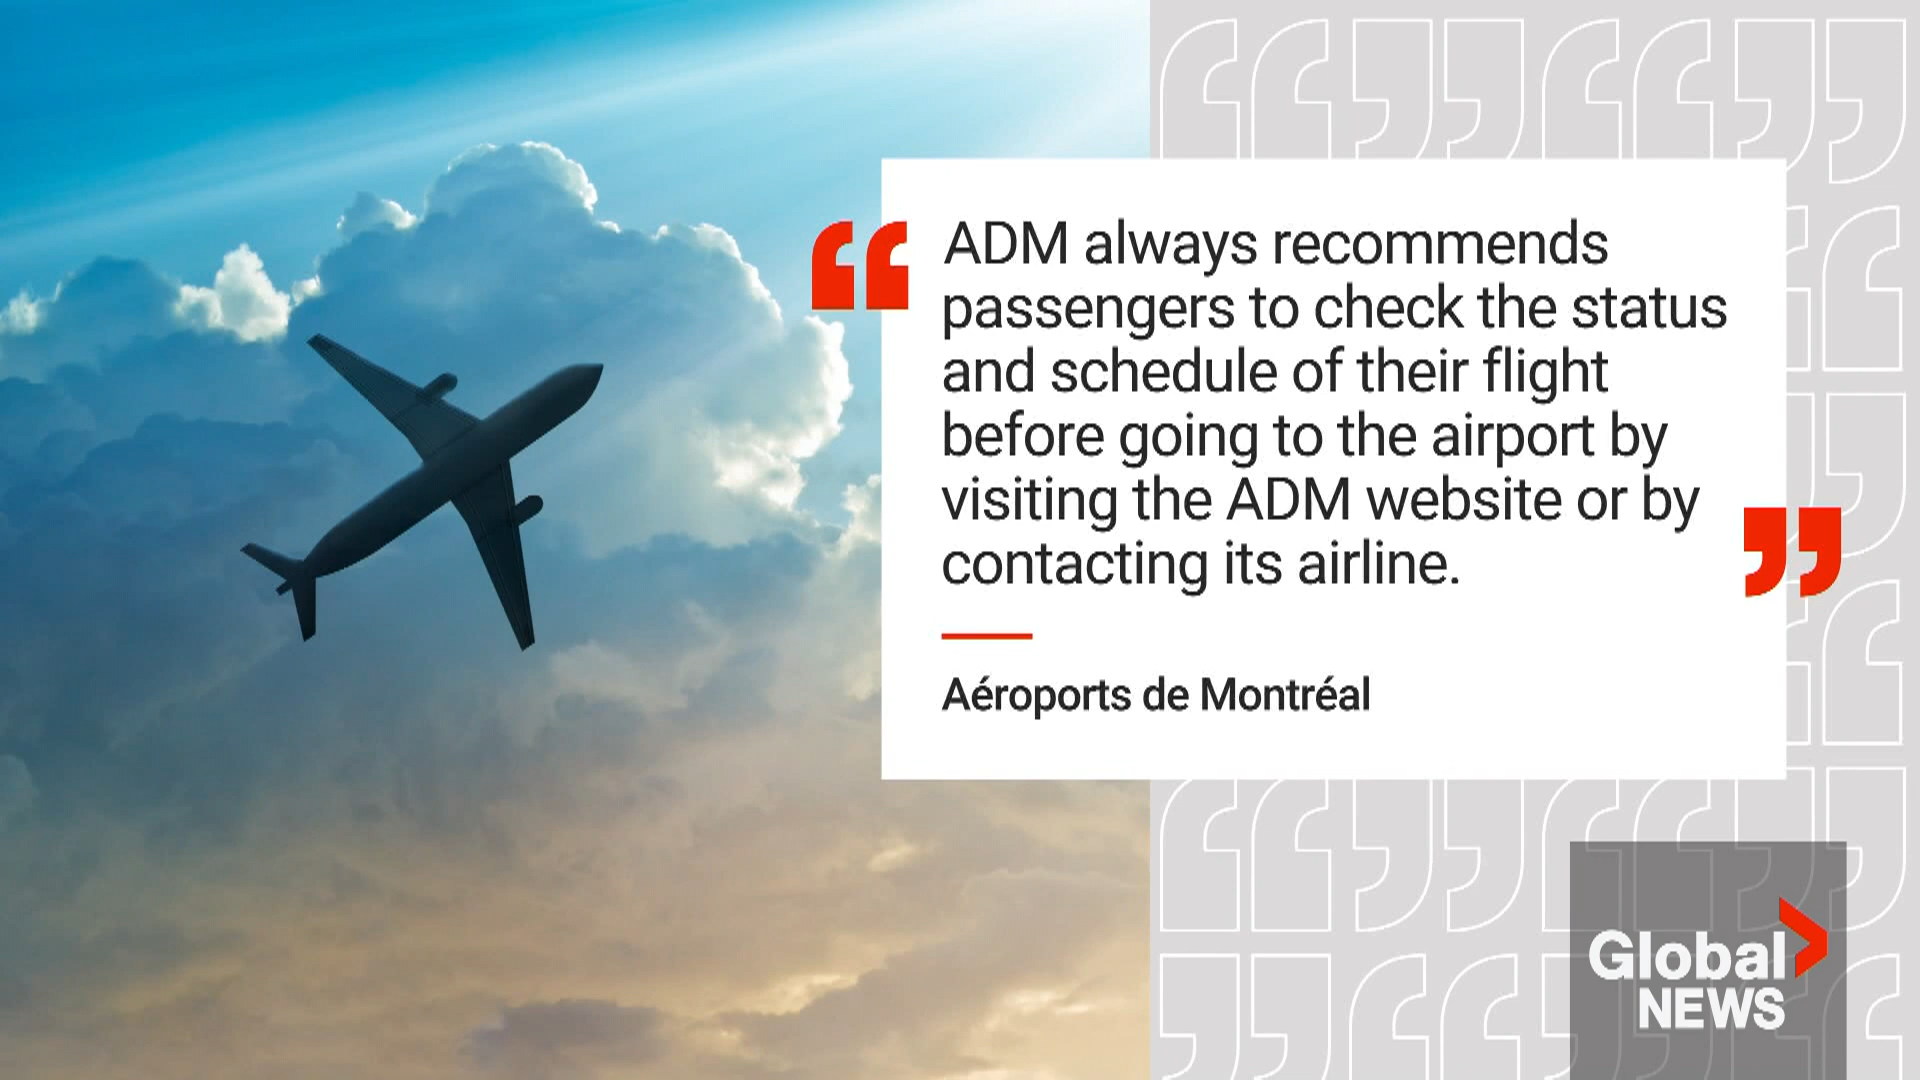 ADM always recommends
passengers to check the status
and schedule of their flight
before going to the airport by
visiting the ADM website or by
contacting its airline.
Aéroports de Montréal
Global
NEWS